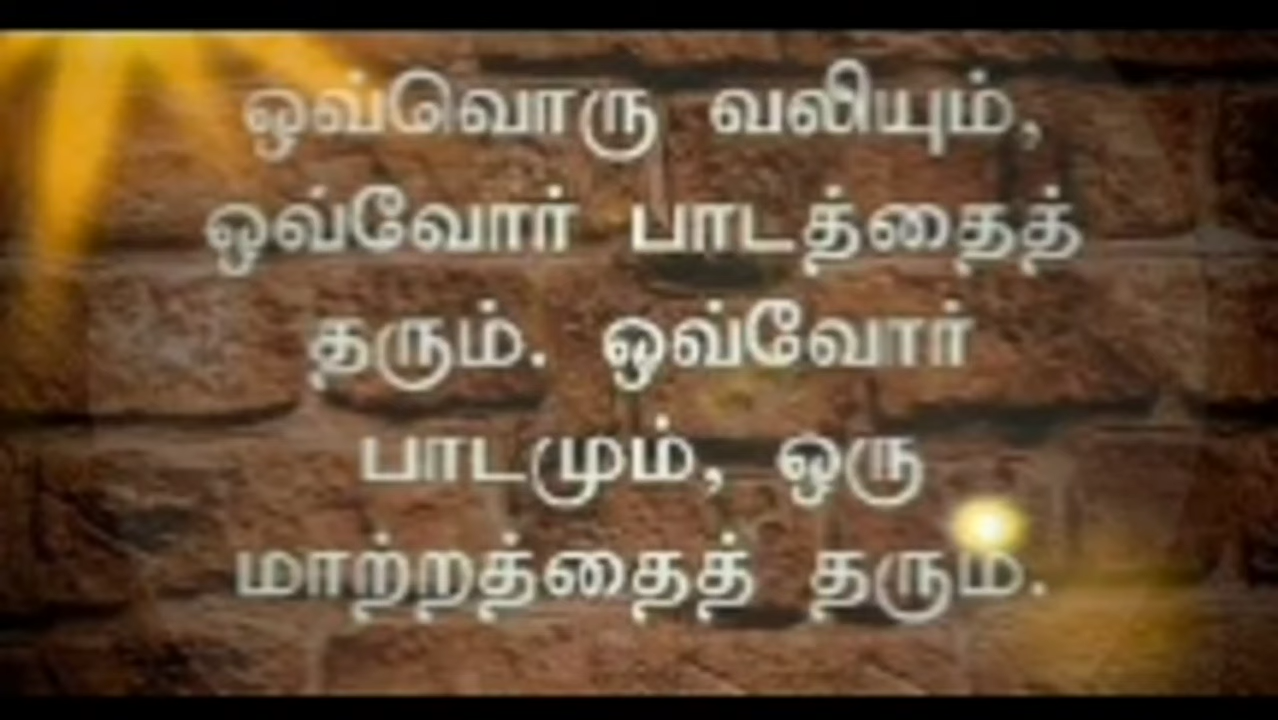 ஒவ்வொரு வலியும்,
ஒவ்வோர் பாடத்தைத்
தரும். ஒவ்வோர்
பாடமும், ஒரு
மாற்றத்தைத் தரும்.